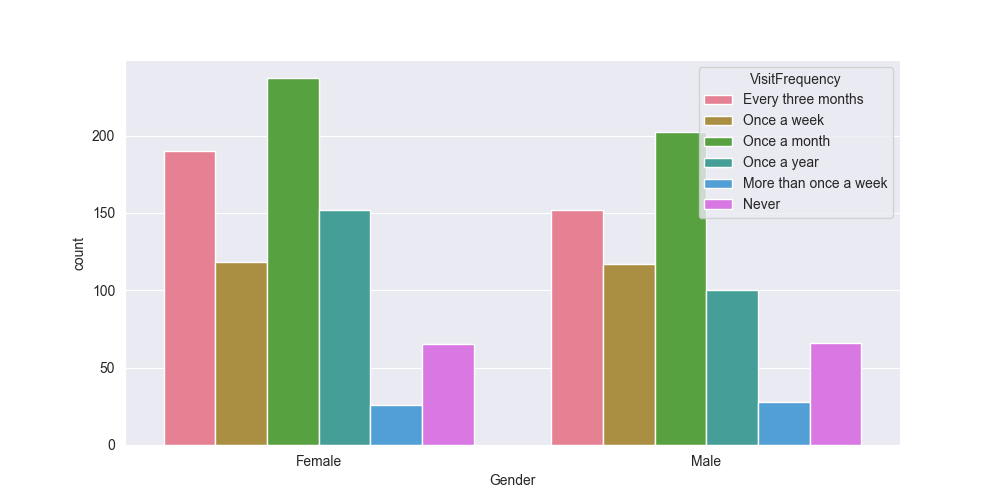 VisitFrequency
Every three months
Once a week
Once a month
Once a year
More than once a week
Never
200
150
100
50
0
count
Female
Male
Gender